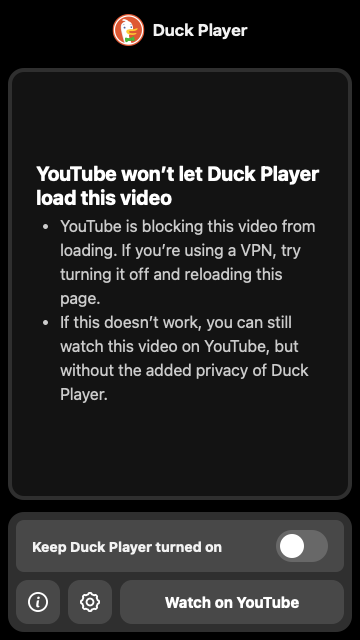 Duck Player
YouTube won’t let Duck Player
load this video
• YouTube is blocking this video from
loading. If you’re using a VPN, try
turning it off and reloading this
page.
• If this doesn’t work, you can still
watch this video on YouTube, but
without the added privacy of Duck
Player.
Keep Duck Player turned on
Watch on YouTube